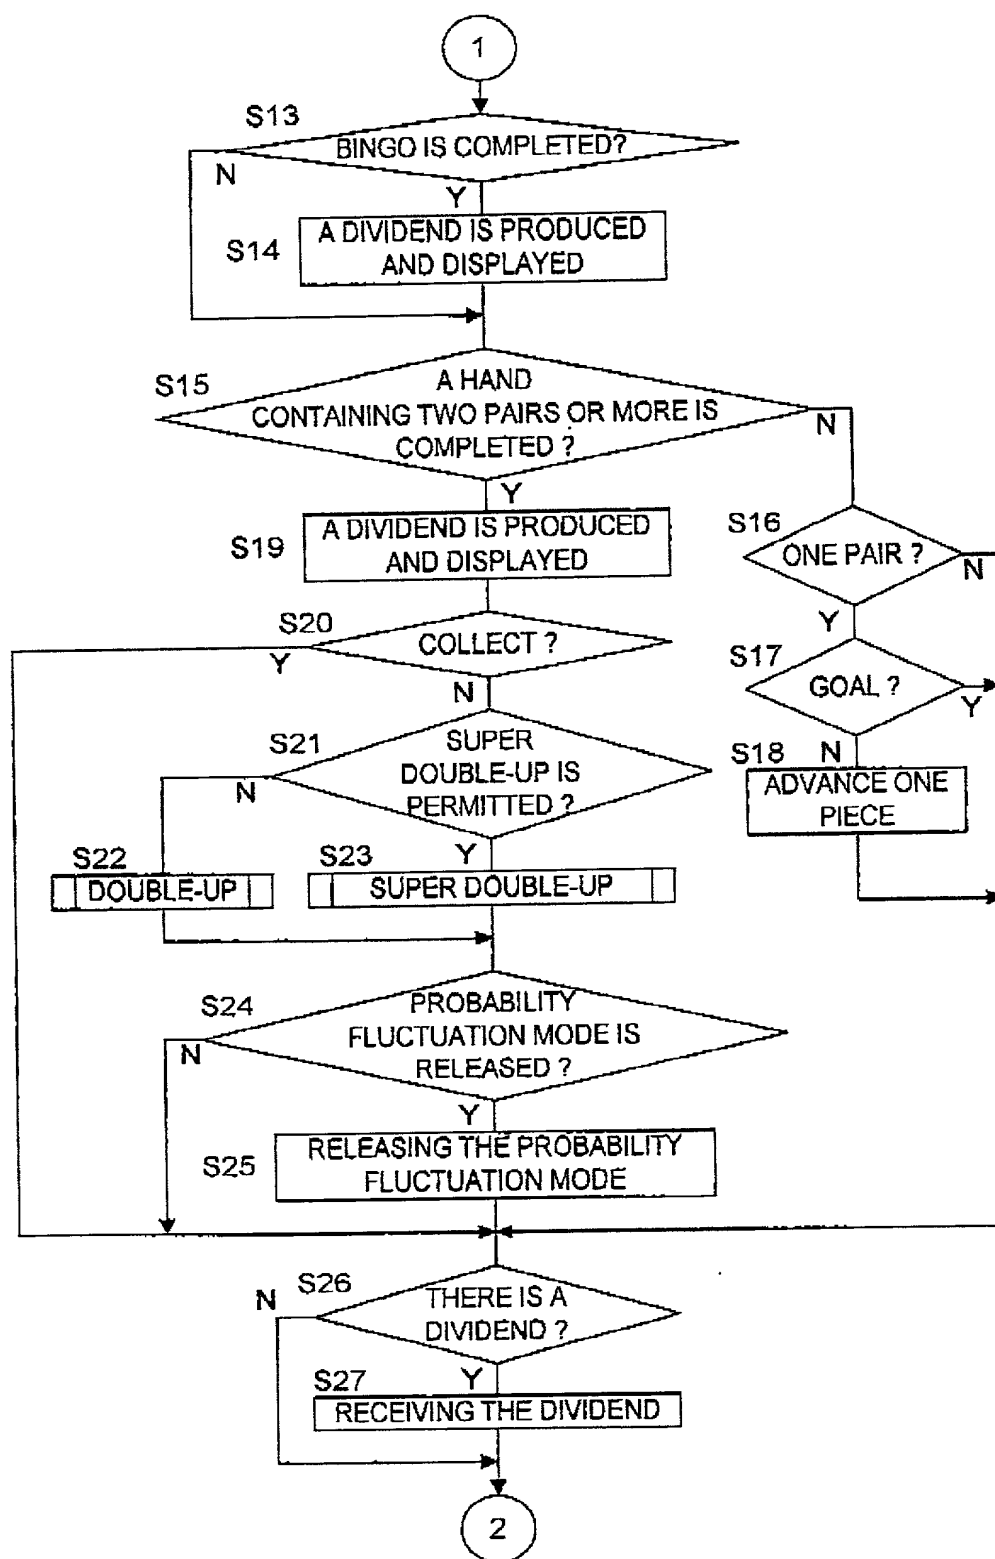 1
S13
BINGO IS COMPLETED?
N
Y
S14
A DIVIDEND IS PRODUCED
AND DISPLAYED
S15
A HAND
CONTAINING TWO PAIRS OR MORE IS
COMPLETED ?
N
Y
S16
ONE PAIR ?
N
Y
S17
GOAL ?
Y
N
S18
ADVANCE ONE
PIECE
S19
A DIVIDEND IS PRODUCED
AND DISPLAYED
S20
COLLECT ?
Y
N
S21
SUPER
DOUBLE-UP IS
PERMITTED ?
N
Y
S22
DOUBLE-UP
S23
SUPER DOUBLE-UP
S24
PROBABILITY
FLUCTUATION MODE IS
RELEASED ?
N
Y
S25
RELEASING THE PROBABILITY
FLUCTUATION MODE
S26
THERE IS A
DIVIDEND ?
N
Y
S27
RECEIVING THE DIVIDEND
2